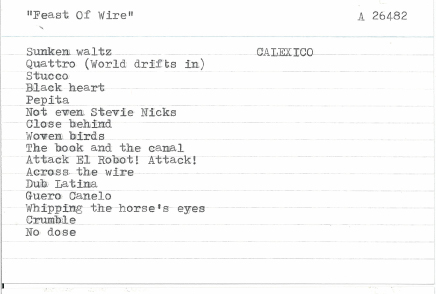 "Feast Of Wire" A 26482
Sunken waltz CALEXICO
Quattro (World drifts in)
Stucco
Black heart
Pepita
Not even Stevie Nicks
Close behind
Woven birds
The book and the canal
Attack El Robot! Attack!
Across the wire
Dub Latina
Guero Canelo
Whipping the horse's eyes
Crumble
No dose